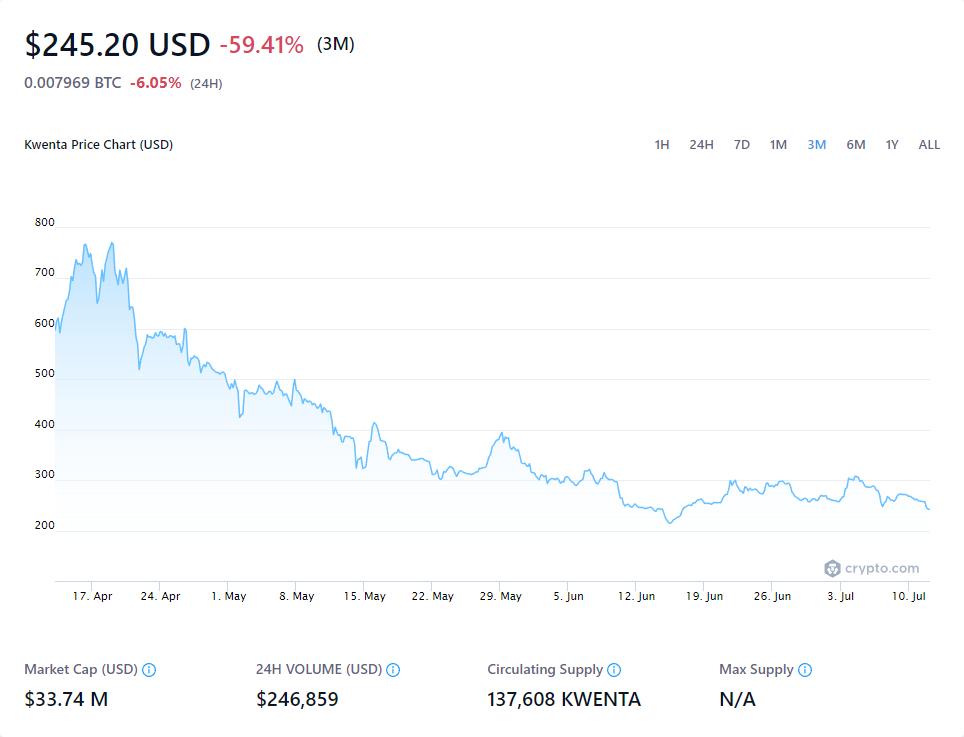 $245.20 USD -59.41% (3M)
0.007969 BTC -6.05% (24H)
Kwenta Price Chart (USD) 1H 24H 7D 1M 3M 6M 1Y ALL
800
700
600
500
400
300
200
crypto.com
17. Apr 24. Apr 1. May 8. May 15. May 22. May 29. May 5. Jun 12. Jun 19. Jun 26. Jun 3. Jul 10. Jul
Market Cap (USD) 24H VOLUME (USD) Circulating Supply Max Supply
$33.74 M $246,859 137,608 KWENTA N/A